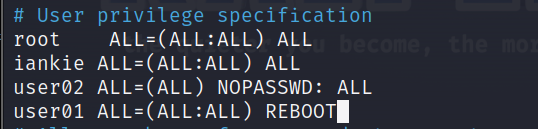 # User privilege specification
root    ALL=(ALL:ALL) ALL
iankie ALL=(ALL:ALL) ALL
user02 ALL=(ALL) NOPASSWD: ALL
user01 ALL=(ALL:ALL) REBOOT